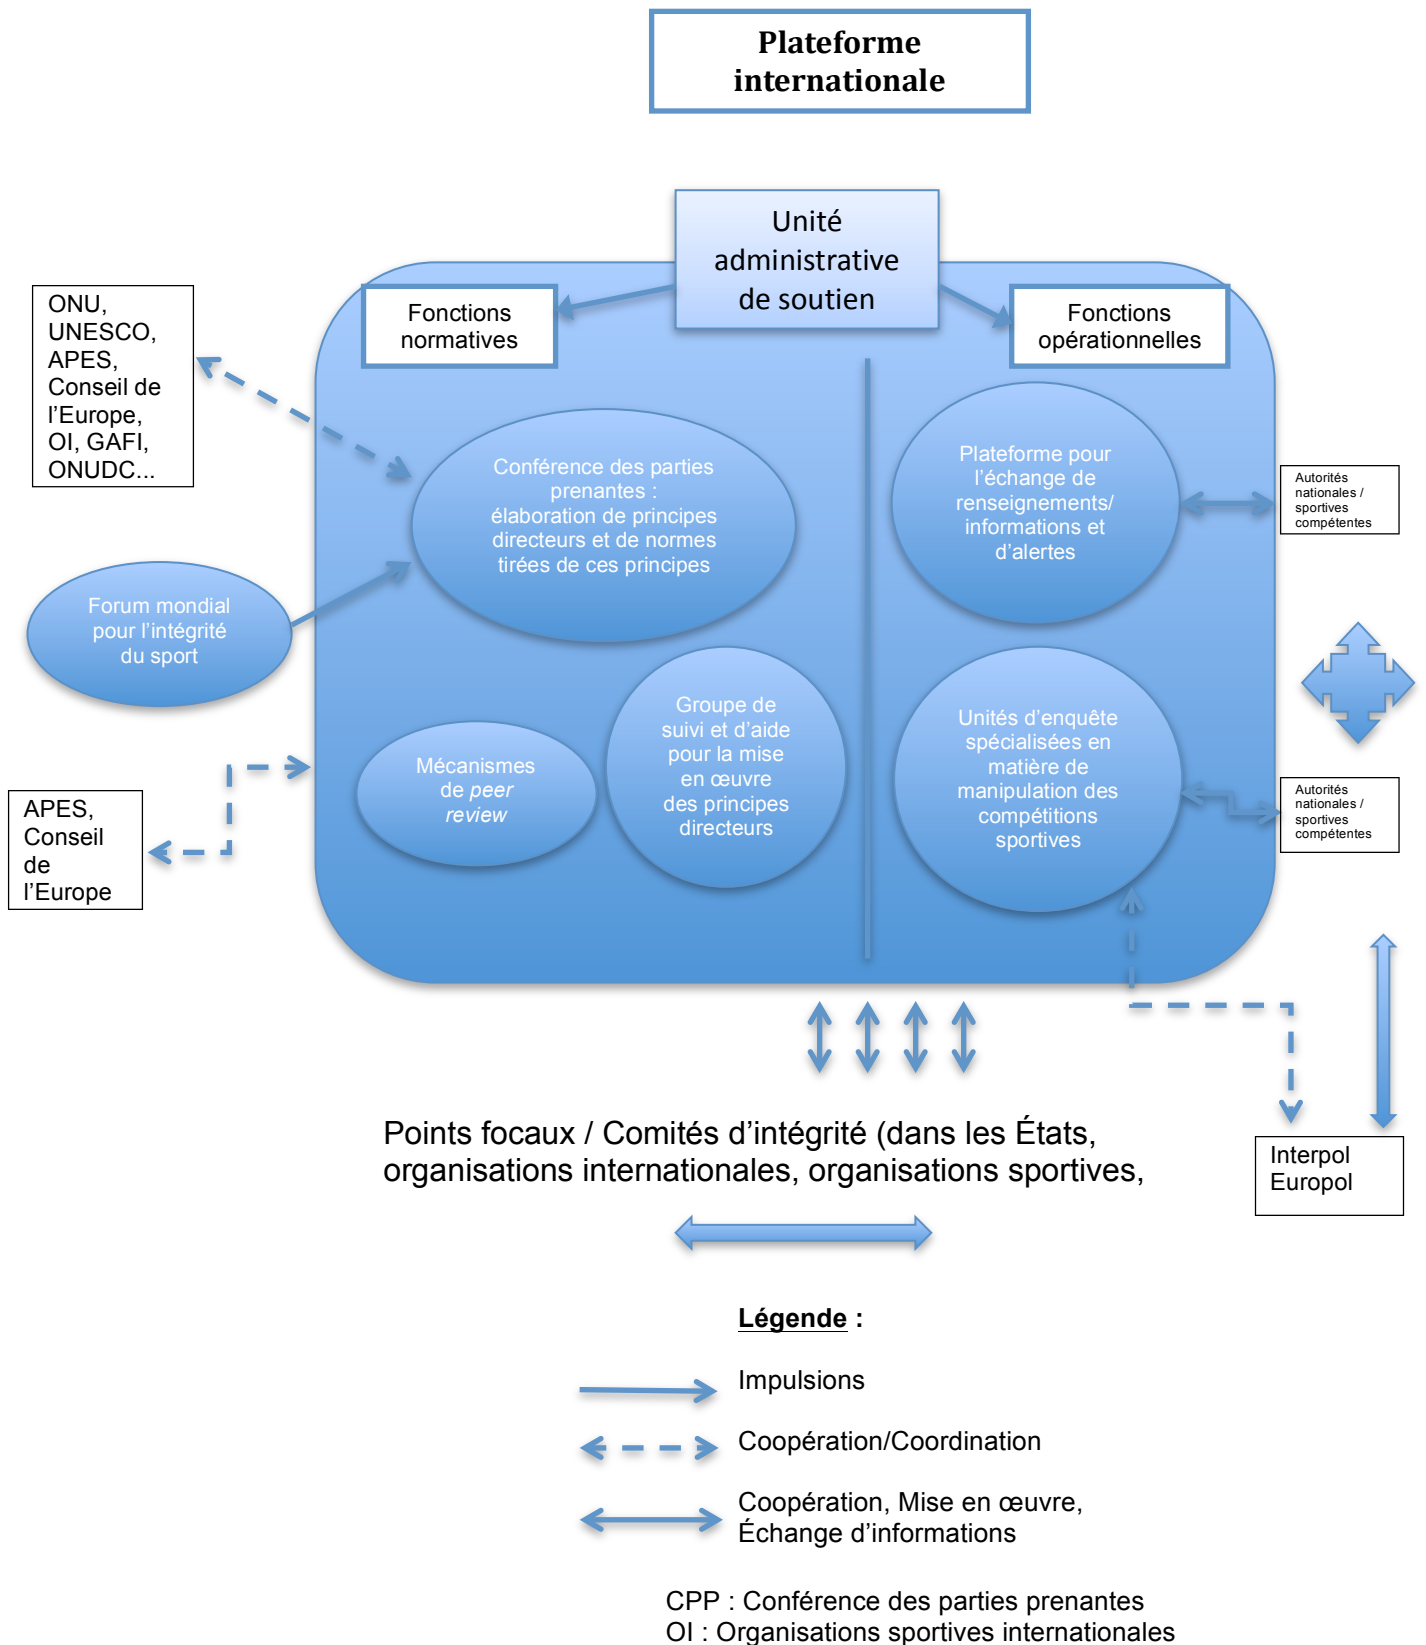 Plateforme
internationale
Unité
administrative
de soutien
Fonctions
normatives
Fonctions
opérationnelles
ONU,
UNESCO,
APES,
Conseil de
l’Europe,
OI, GAFI,
ONUDC...
Conférence des parties
prenantes :
élaboration de principes
directeurs et de normes
tirées de ces principes
Plateforme pour
l’échange de
renseignements/
informations et
d’alertes
Autorités
nationales /
sportives
compétentes
Forum mondial
pour l’intégrité
du sport
Groupe de
suivi et d’aide
pour la mise
en œuvre
des principes
directeurs
Unités d’enquête
spécialisées en
matière de
manipulation des
compétitions
sportives
Mécanismes
de peer
review
APES,
Conseil
de
l’Europe
Autorités
nationales /
sportives
compétentes
Points focaux / Comités d’intégrité (dans les États,
organisations internationales, organisations sportives,
Interpol
Europol
Légende :
Impulsions
Coopération/Coordination
Coopération, Mise en œuvre,
Échange d’informations
CPP : Conférence des parties prenantes
OI : Organisations sportives internationales